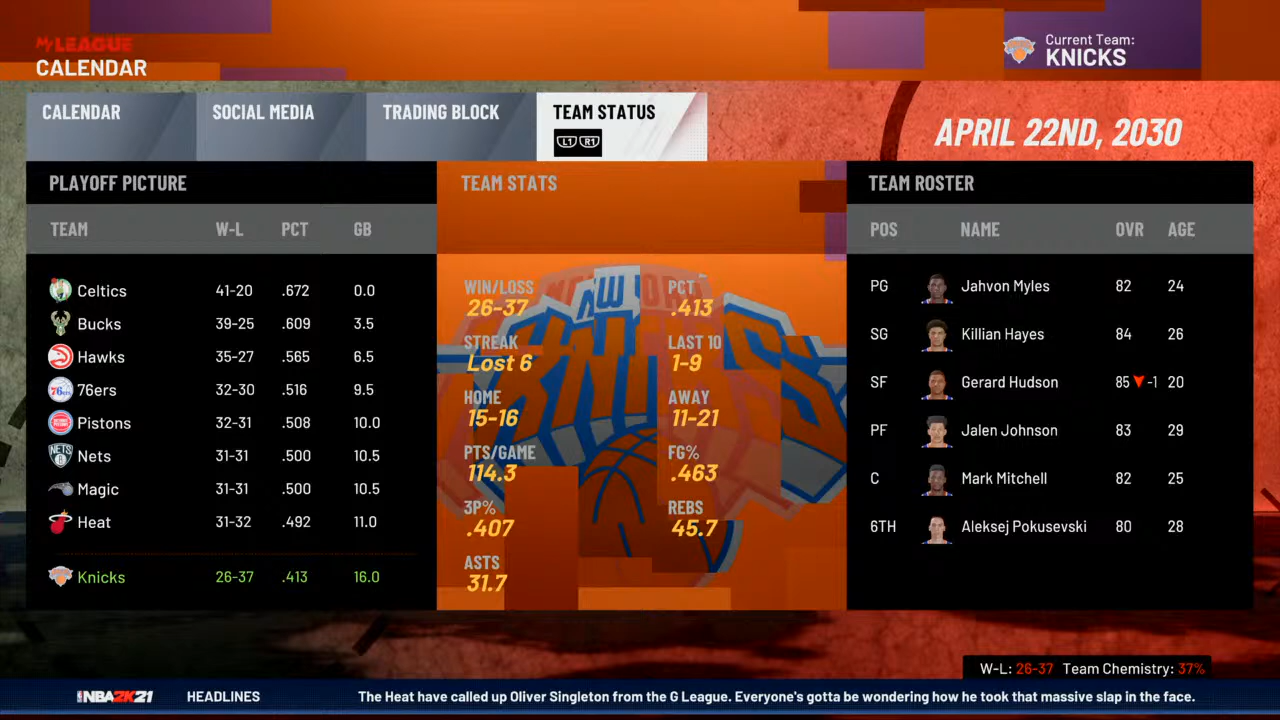 MyLEAGUE
CALENDAR
Current Team:
KNICKS
CALENDAR
SOCIAL MEDIA
TRADING BLOCK
TEAM STATUS
L1 R1
APRIL 22ND, 2030
PLAYOFF PICTURE
TEAM W-L PCT GB
Celtics 41-20 .672 0.0
Bucks 39-25 .609 3.5
Hawks 35-27 .565 6.5
76ers 32-30 .516 9.5
Pistons 32-31 .508 10.0
Nets 31-31 .500 10.5
Magic 31-31 .500 10.5
Heat 31-32 .492 11.0
Knicks 26-37 .413 16.0
TEAM STATS
WIN/LOSS PCT
26-37 .413
STREAK LAST 10
Lost 6 1-9
HOME AWAY
15-16 11-21
PTS/GAME FG%
114.3 .463
3P% REBS
.407 45.7
ASTS
31.7
NEW YORK
KNICKS
TEAM ROSTER
POS NAME OVR AGE
PG Jahvon Myles 82 24
SG Killian Hayes 84 26
SF Gerard Hudson 85 -1 20
PF Jalen Johnson 83 29
C Mark Mitchell 82 25
6TH Aleksej Pokusevski 80 28
W-L: 26-37 Team Chemistry: 37%
NBA2K21 HEADLINES The Heat have called up Oliver Singleton from the G League. Everyone's gotta be wondering how he took that massive slap in the face.